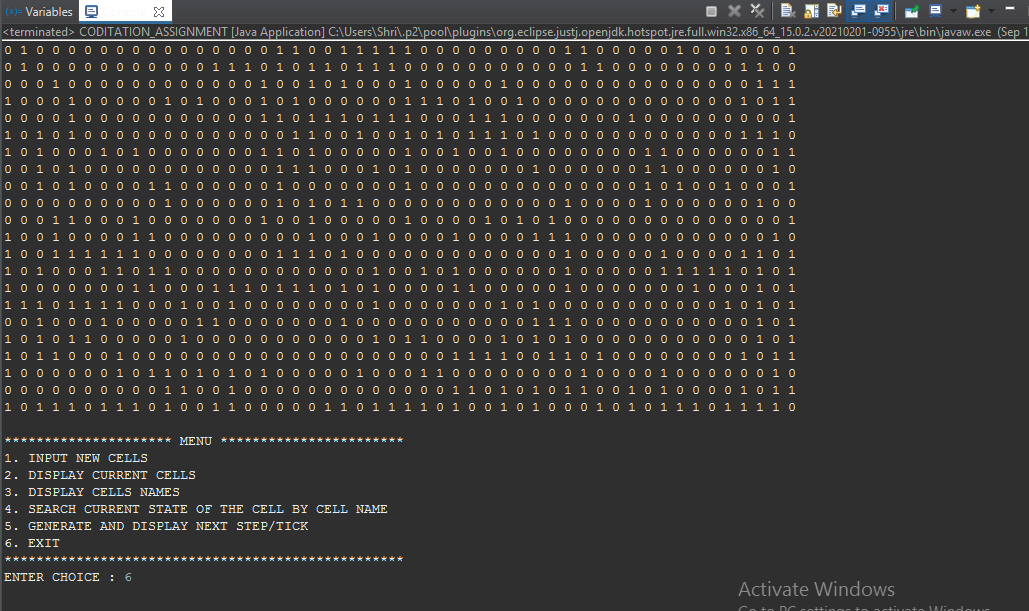 (x)= Variables
<terminated> CODITATION_ASSIGNMENT [Java Application] C:\Users\Shri\.p2\pool\plugins\org.eclipse.justj.openjdk.hotspot.jre.full.win32.x86_64_15.0.2.v20210201-0955\jre\bin\javaw.exe (Sep 1
0 1 0 0 0 0 0 0 0 0 0 0 0 0 0 0 0 1 1 0 1 1 1 1 1 1 0 0 0 0 0 0 0 0 0 1 1 0 0 0 0 0 0 0 1 0 0 0 0 1
0 1 0 0 0 0 0 0 0 0 0 0 0 1 1 1 0 1 1 0 1 1 0 1 1 1 0 0 0 0 0 0 0 0 0 0 0 1 1 0 0 0 0 0 0 0 0 1 1 0 0
0 0 0 1 0 0 0 0 0 0 0 0 0 0 0 0 1 0 0 1 0 1 0 0 0 1 0 0 0 0 0 1 0 0 0 0 0 0 0 0 0 0 0 0 0 0 0 1 1 1
1 0 0 0 1 0 0 0 0 0 1 0 1 0 0 0 1 0 1 0 0 0 0 0 0 0 1 1 1 0 1 0 0 1 0 0 0 0 0 0 0 0 0 0 0 0 1 0 1 1
0 0 0 0 1 0 0 0 0 0 0 0 0 0 0 0 1 1 0 1 1 1 0 1 1 1 0 0 0 1 1 1 0 0 0 0 0 0 0 1 0 0 0 0 0 0 0 0 0 1
1 0 1 0 1 0 0 0 0 0 0 0 0 0 0 0 0 0 1 1 0 0 1 0 0 1 0 1 0 1 1 1 0 1 0 0 0 0 0 0 0 0 0 0 0 0 1 1 1 0
1 0 1 0 0 0 1 0 1 0 0 0 0 0 0 0 1 1 0 1 0 0 0 0 0 1 0 0 1 0 0 1 0 0 0 0 0 0 0 0 1 1 0 0 0 0 0 0 1 1
0 0 1 0 1 0 0 0 0 0 0 0 0 0 0 0 0 1 1 1 0 0 0 1 0 1 0 0 0 0 0 0 0 0 0 1 0 0 0 0 1 1 0 0 0 0 0 0 1 0
0 0 1 0 1 0 0 0 0 1 1 0 0 0 0 0 0 1 0 0 0 0 0 0 0 1 0 0 0 0 0 0 0 0 0 0 0 0 0 0 1 0 1 0 0 1 0 0 0 1
0 0 0 0 0 0 0 0 0 0 1 0 0 0 0 0 0 1 0 1 0 1 1 0 0 0 0 0 0 0 0 0 0 0 0 1 0 0 0 0 1 0 0 0 0 0 0 1 0 0
0 0 0 1 1 0 0 0 1 0 0 0 0 0 0 0 1 0 0 1 0 0 0 0 1 0 0 0 0 0 1 0 1 0 1 0 0 0 0 0 0 0 0 0 0 0 0 0 0 1
1 0 0 1 0 0 0 0 1 1 0 0 0 0 0 0 0 0 0 1 0 0 0 1 0 0 0 0 1 0 0 0 0 1 1 1 0 0 0 0 0 0 0 0 0 0 0 0 1 0
1 0 0 1 1 1 1 1 1 0 0 0 0 0 0 0 0 1 1 1 0 1 0 0 1 0 0 0 0 1 0 0 0 0 0 0 1 0 0 0 0 0 0 0 0 0 1 1 0 1
1 0 1 0 0 0 1 1 0 1 1 0 0 0 0 0 0 0 0 1 0 0 0 1 0 0 1 0 1 0 0 0 0 0 0 0 1 0 0 0 0 1 1 1 1 1 0 1 0 1
1 0 0 0 0 0 0 0 1 1 0 0 0 1 1 1 0 1 1 1 0 1 0 1 0 0 0 0 0 0 1 0 0 0 0 0 0 0 0 0 0 0 0 1 0 0 0 1 0 1
1 1 1 0 1 1 1 1 0 0 0 1 0 0 1 0 0 0 0 0 0 0 0 1 0 0 0 0 0 0 0 0 0 0 0 0 0 0 0 0 0 0 0 0 0 1 0 1 0 1
0 0 1 0 0 0 1 0 0 0 0 0 1 1 0 0 0 0 0 0 0 1 0 0 0 0 0 0 0 0 0 0 0 1 1 1 0 0 0 0 0 0 0 0 0 0 0 1 0 1
1 0 1 0 1 1 0 0 0 0 0 1 0 0 0 0 0 0 0 0 0 0 0 1 0 1 1 0 0 0 0 1 0 0 0 1 0 0 0 0 0 0 0 0 0 0 0 1 0 1
1 0 1 1 0 0 0 1 0 0 0 0 0 0 0 0 0 0 0 0 0 0 0 0 0 0 0 0 1 1 1 1 0 0 1 1 0 1 0 0 0 0 0 0 0 0 1 0 1 1
1 0 0 0 0 0 0 1 0 1 1 0 1 0 1 0 1 0 0 0 0 0 1 0 0 0 1 1 0 0 0 0 0 0 0 0 1 0 0 0 0 1 0 0 0 0 0 0 1 0
0 0 0 0 0 0 0 0 0 0 1 1 0 0 1 0 0 0 0 0 0 0 0 0 0 0 0 0 1 1 0 1 0 1 0 1 1 0 0 1 0 1 0 0 0 0 1 0 1 1
1 0 1 1 1 0 1 1 1 0 1 0 0 1 1 0 0 0 0 0 1 1 0 1 1 1 1 0 1 0 0 1 0 1 0 0 0 1 0 1 0 1 1 1 0 1 1 1 1 0
********************* MENU ***********************
1. INPUT NEW CELLS
2. DISPLAY CURRENT CELLS
3. DISPLAY CELLS NAMES
4. SEARCH CURRENT STATE OF THE CELL BY CELL NAME
5. GENERATE AND DISPLAY NEXT STEP/TICK
6. EXIT
**************************************************
ENTER CHOICE : 6
Activate Windows
Go to PC settings to activate Windows